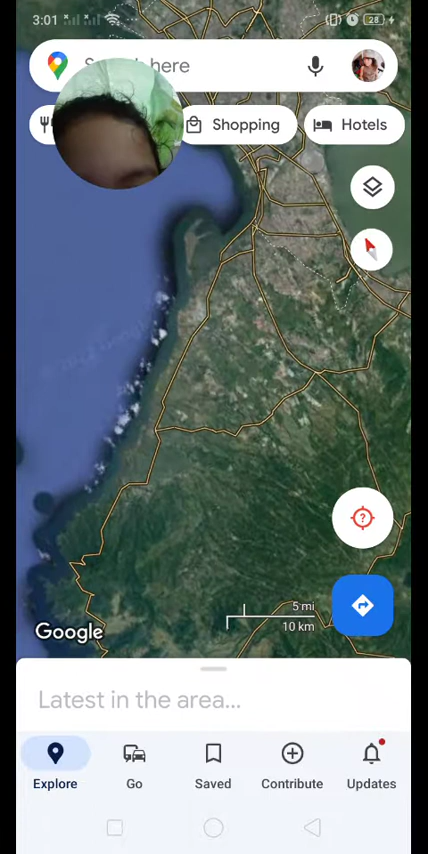 3:01
28
here
Shopping
Hotels
5 mi
10 km
Google
Latest in the area...
Explore
Go
Saved
Contribute
Updates